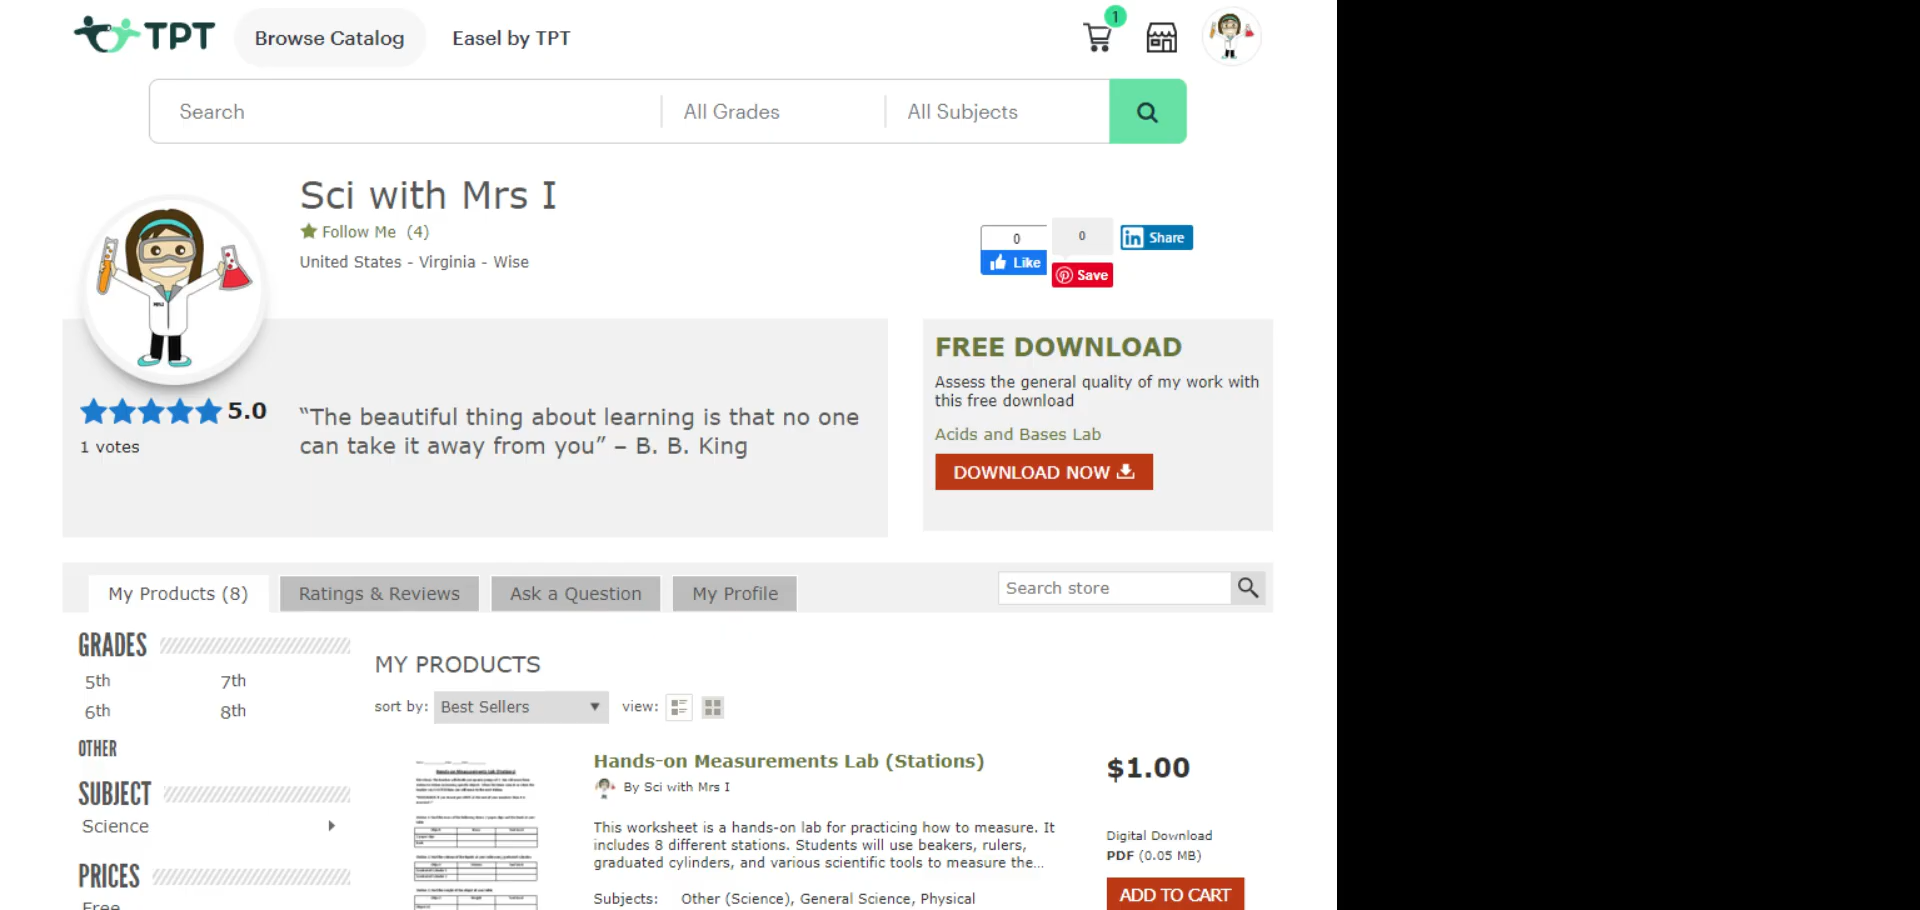 TPT
Browse Catalog
Easel by TPT
1
Search
All Grades
All Subjects
Sci with Mrs I
Follow Me (4)
United States - Virginia - Wise
0
Like
0
Save
in Share
5.0
1 votes
“The beautiful thing about learning is that no one
can take it away from you” – B. B. King
FREE DOWNLOAD
Assess the general quality of my work with
this free download
Acids and Bases Lab
DOWNLOAD NOW
My Products (8)
Ratings & Reviews
Ask a Question
My Profile
Search store
GRADES
5th
7th
6th
8th
OTHER
SUBJECT
Science
PRICES
Free
MY PRODUCTS
sort by: Best Sellers
view:
Hands-on Measurements Lab (Stations)
By Sci with Mrs I
This worksheet is a hands-on lab for practicing how to measure. It
includes 8 different stations. Students will use beakers, rulers,
graduated cylinders, and various scientific tools to measure the...
Subjects: Other (Science), General Science, Physical
$1.00
Digital Download
PDF (0.05 MB)
ADD TO CART
Hands-on Measurements Lab (Stations)